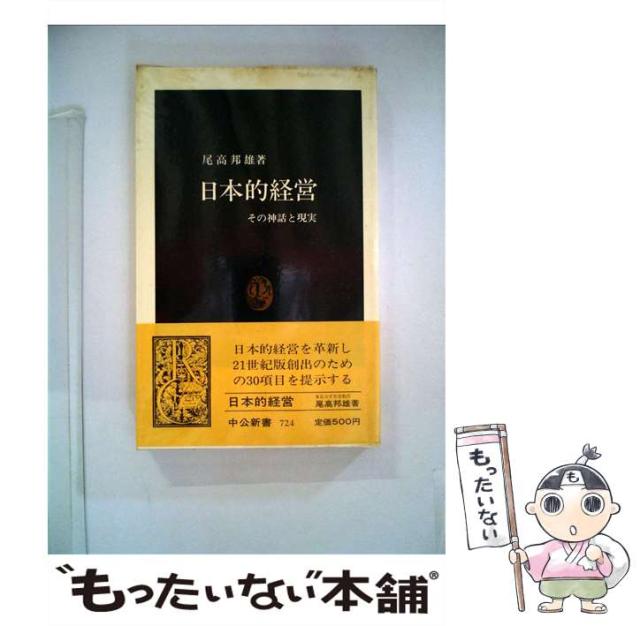 尾高邦雄著
日本的経営
その神話と現実
日本的経営を革新し
21世紀版創出のため
の30項目を提示する
日本的経営
尾高邦雄著
中公新書 724 定価500円
もったいない
"もったいない"本舗®